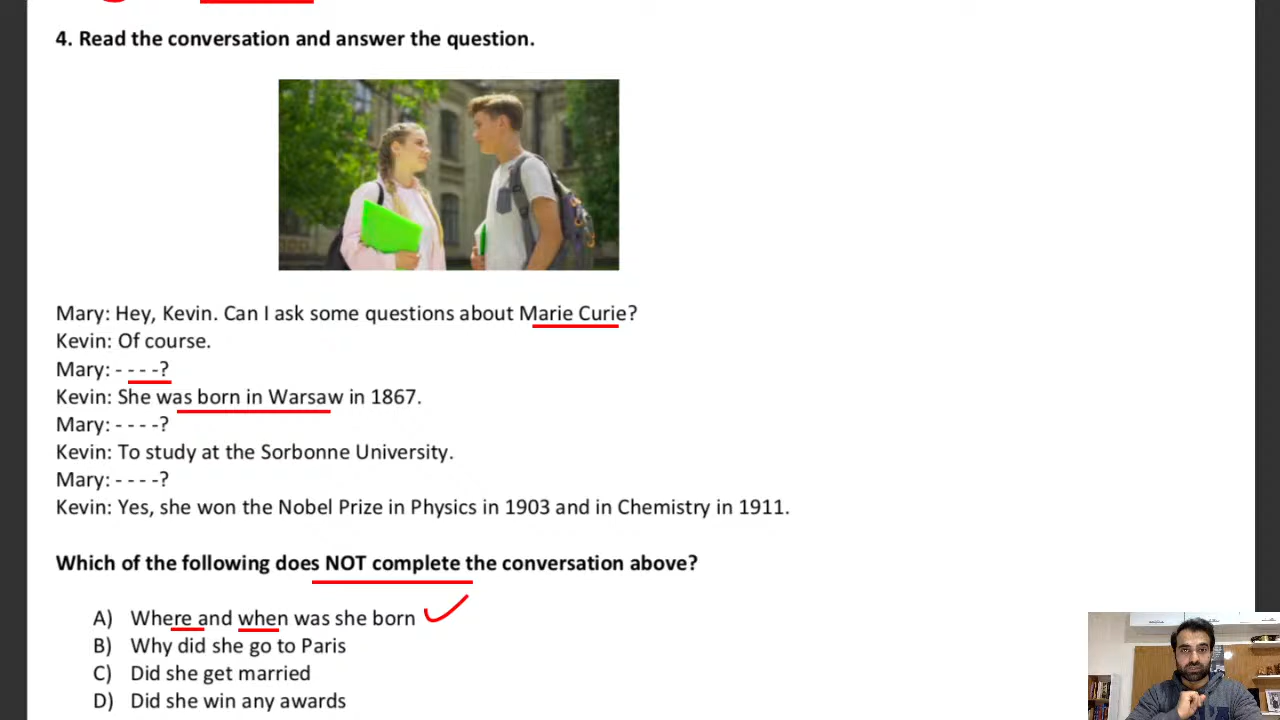 4. Read the conversation and answer the question.
Mary: Hey, Kevin. Can I ask some questions about Marie Curie?
Kevin: Of course.
Mary: - - - -?
Kevin: She was born in Warsaw in 1867.
Mary: - - - -?
Kevin: To study at the Sorbonne University.
Mary: - - - -?
Kevin: Yes, she won the Nobel Prize in Physics in 1903 and in Chemistry in 1911.
Which of the following does NOT complete the conversation above?
A) Where and when was she born
B) Why did she go to Paris
C) Did she get married
D) Did she win any awards